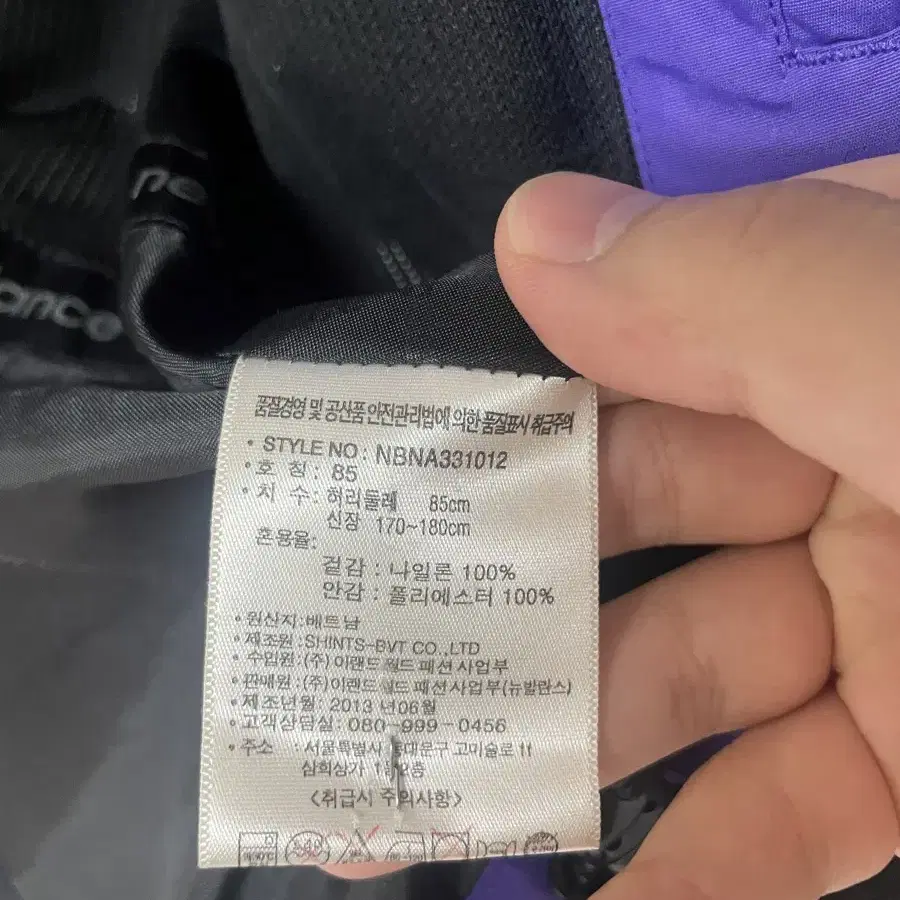 ne
lance
품질경영 및 공산품 안전관리법에 의한 품질표시 취급주의
• STYLE NO : NBNA331012
• 호 칭 : 85
• 치 수 : 허리둘레 85cm
신장 170~180cm
혼용율:
겉감 : 나일론 100%
안감 : 폴리에스터 100%
• 원산지 : 베트남
• 제조원 : SHINTS-BVT CO.,LTD
• 수입원 : (주) 이랜드 월드 패션사업부
• 판매원 : (주) 이랜드 월드 패션사업부 (뉴발란스)
• 제조년월 : 2013 년 06월
• 고객상담실 : 080-999-0456
• 주소 : 서울특별사 동대문구 고미술로 11
삼희상가 1동2층
<취급시 주의사항>